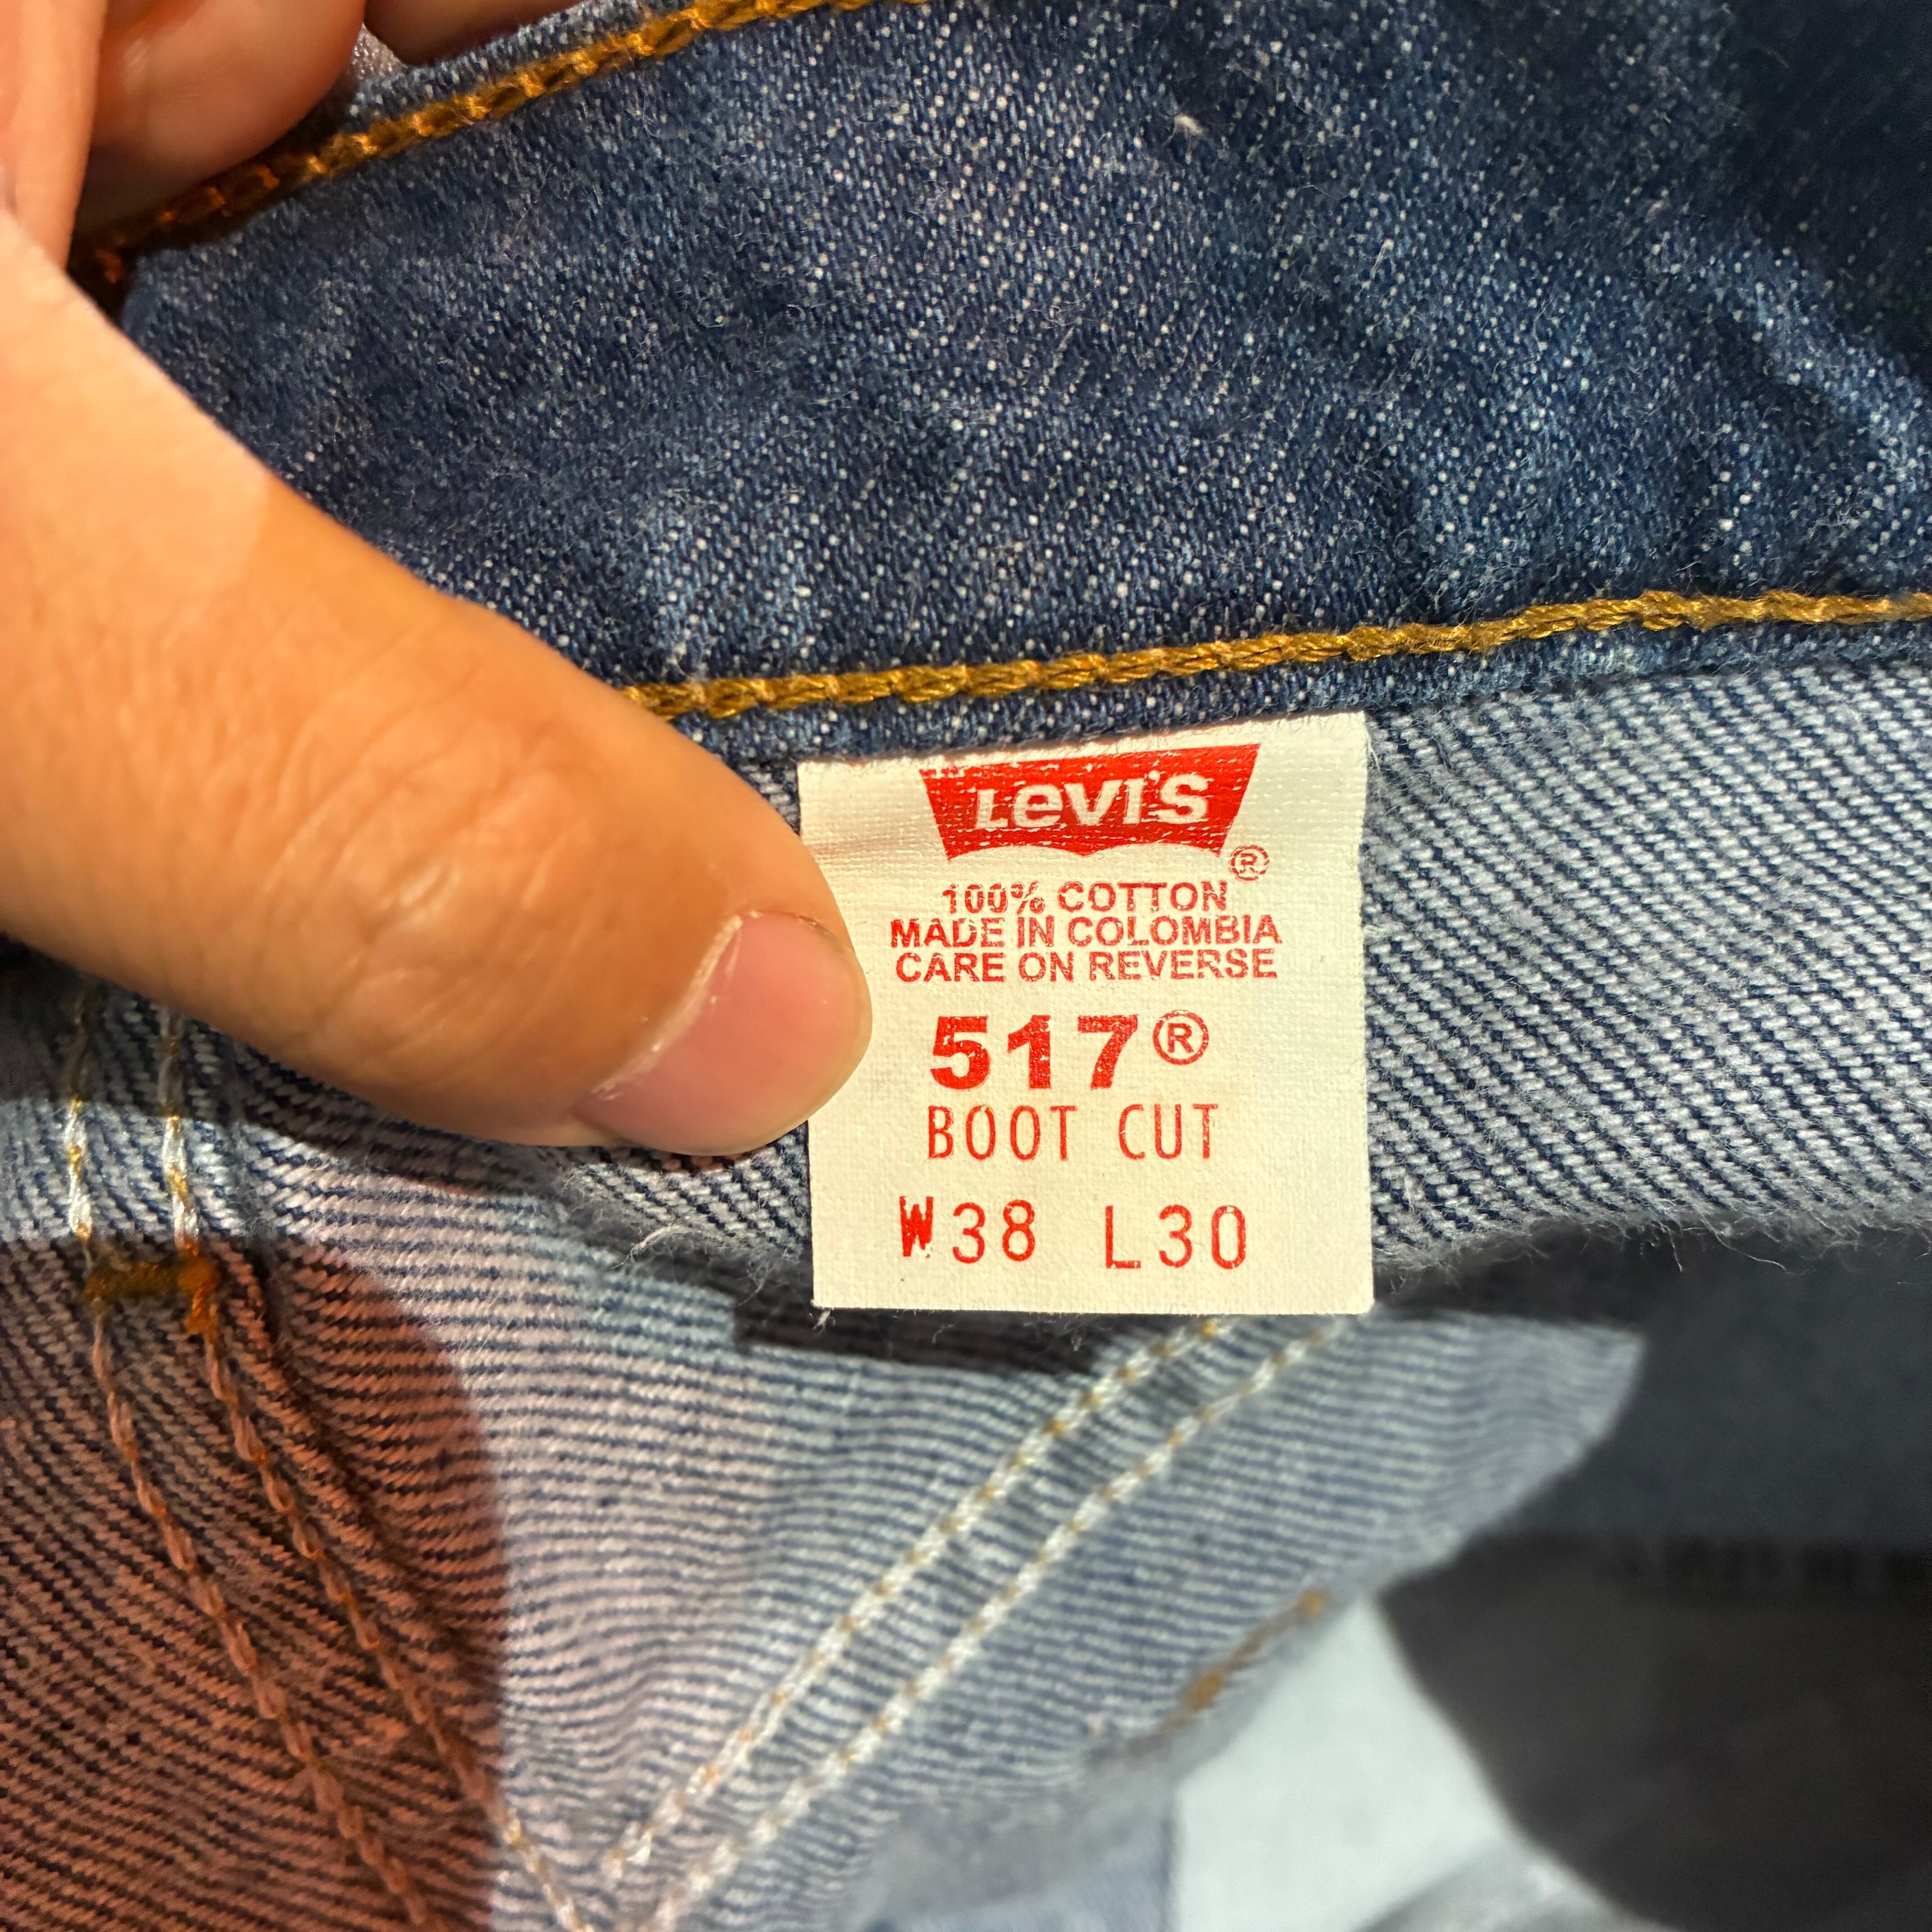 Levi's
®
100% COTTON
MADE IN COLOMBIA
CARE ON REVERSE
517®
BOOT CUT
W38 L30